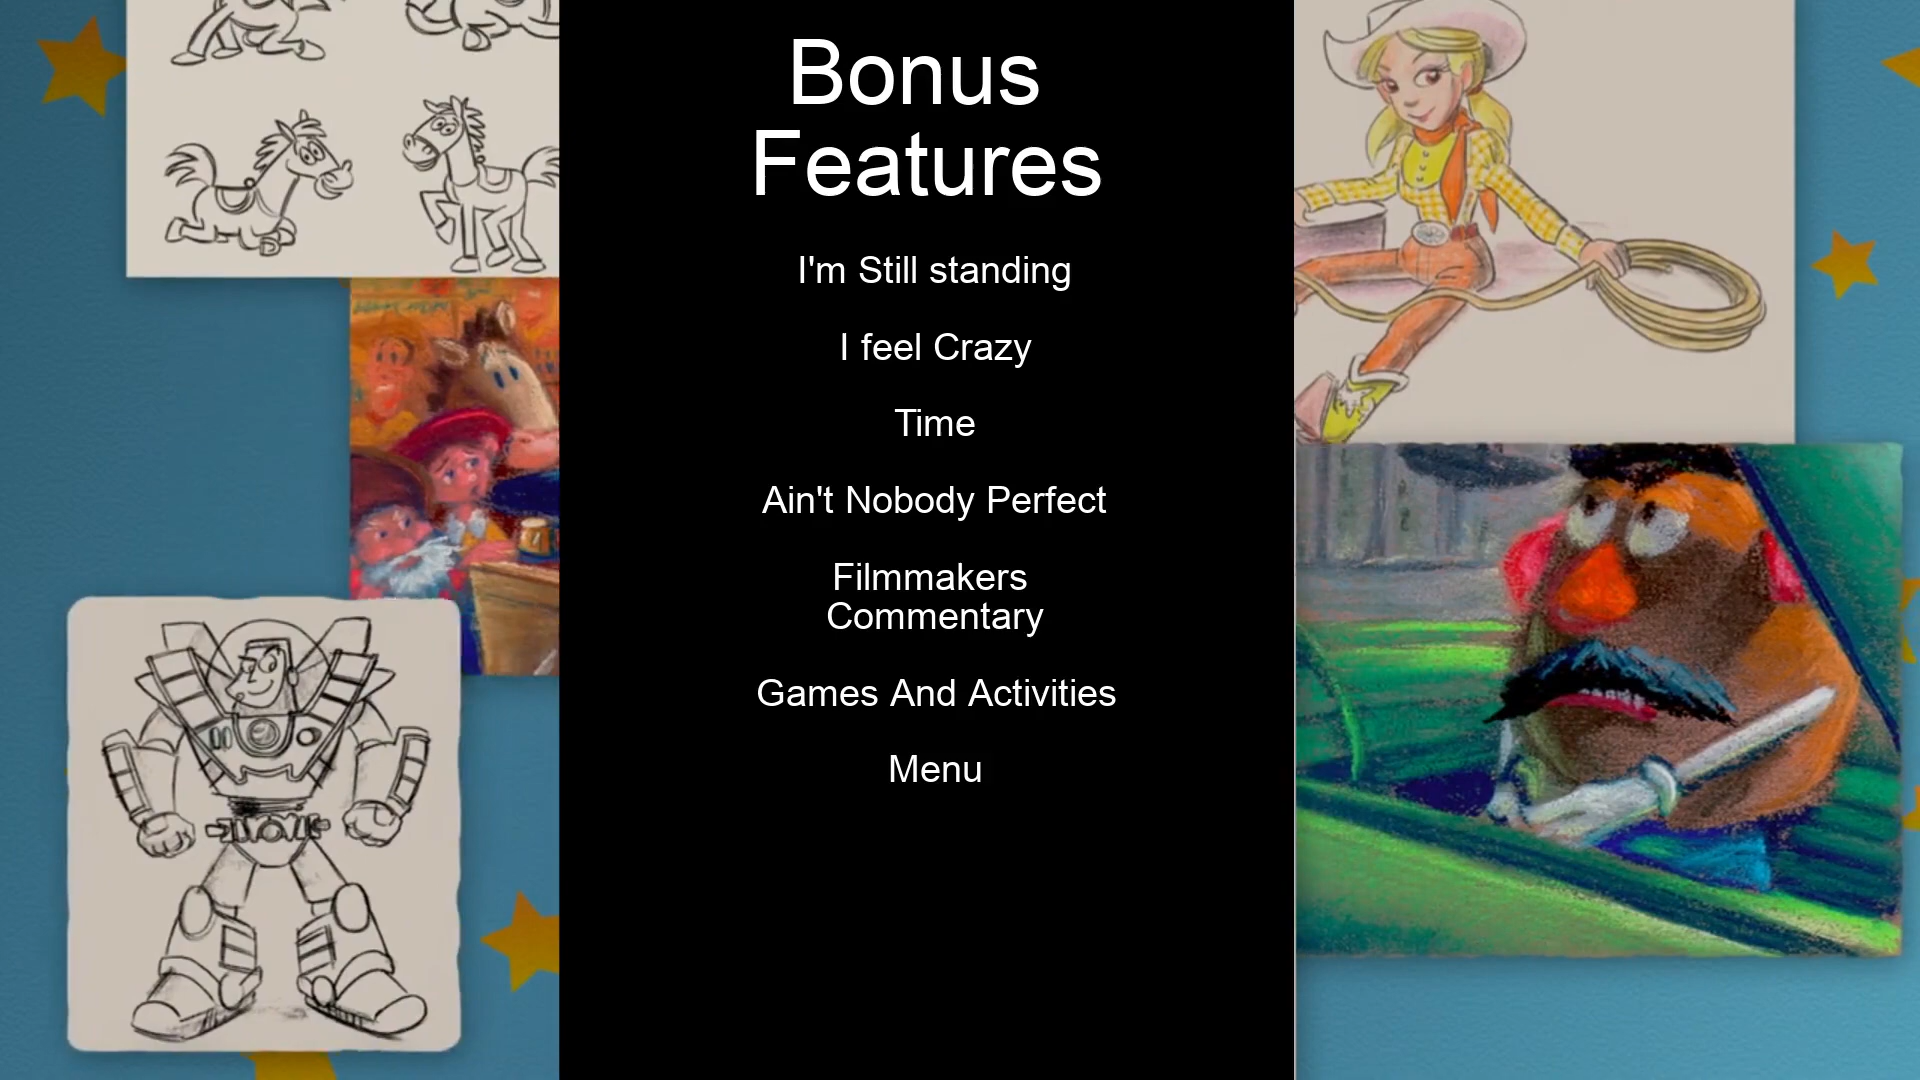 Bonus
Features
I'm Still standing
I feel Crazy
Time
Ain't Nobody Perfect
Filmmakers
Commentary
Games And Activities
Menu